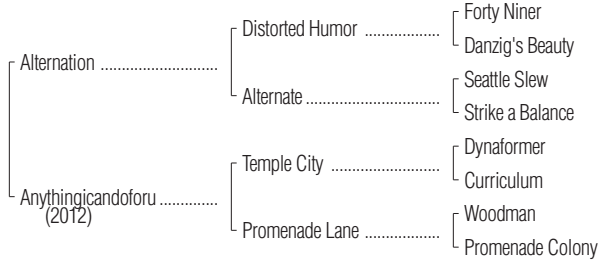 Forty Niner
Distorted Humor ..................
Danzig's Beauty
Alternation ............................
Seattle Slew
Alternate................................
Strike a Balance
Dynaformer
Temple City ..........................
Curriculum
Anythingicandoforu ..............
(2012)
Woodman
Promenade Lane ..................
Promenade Colony